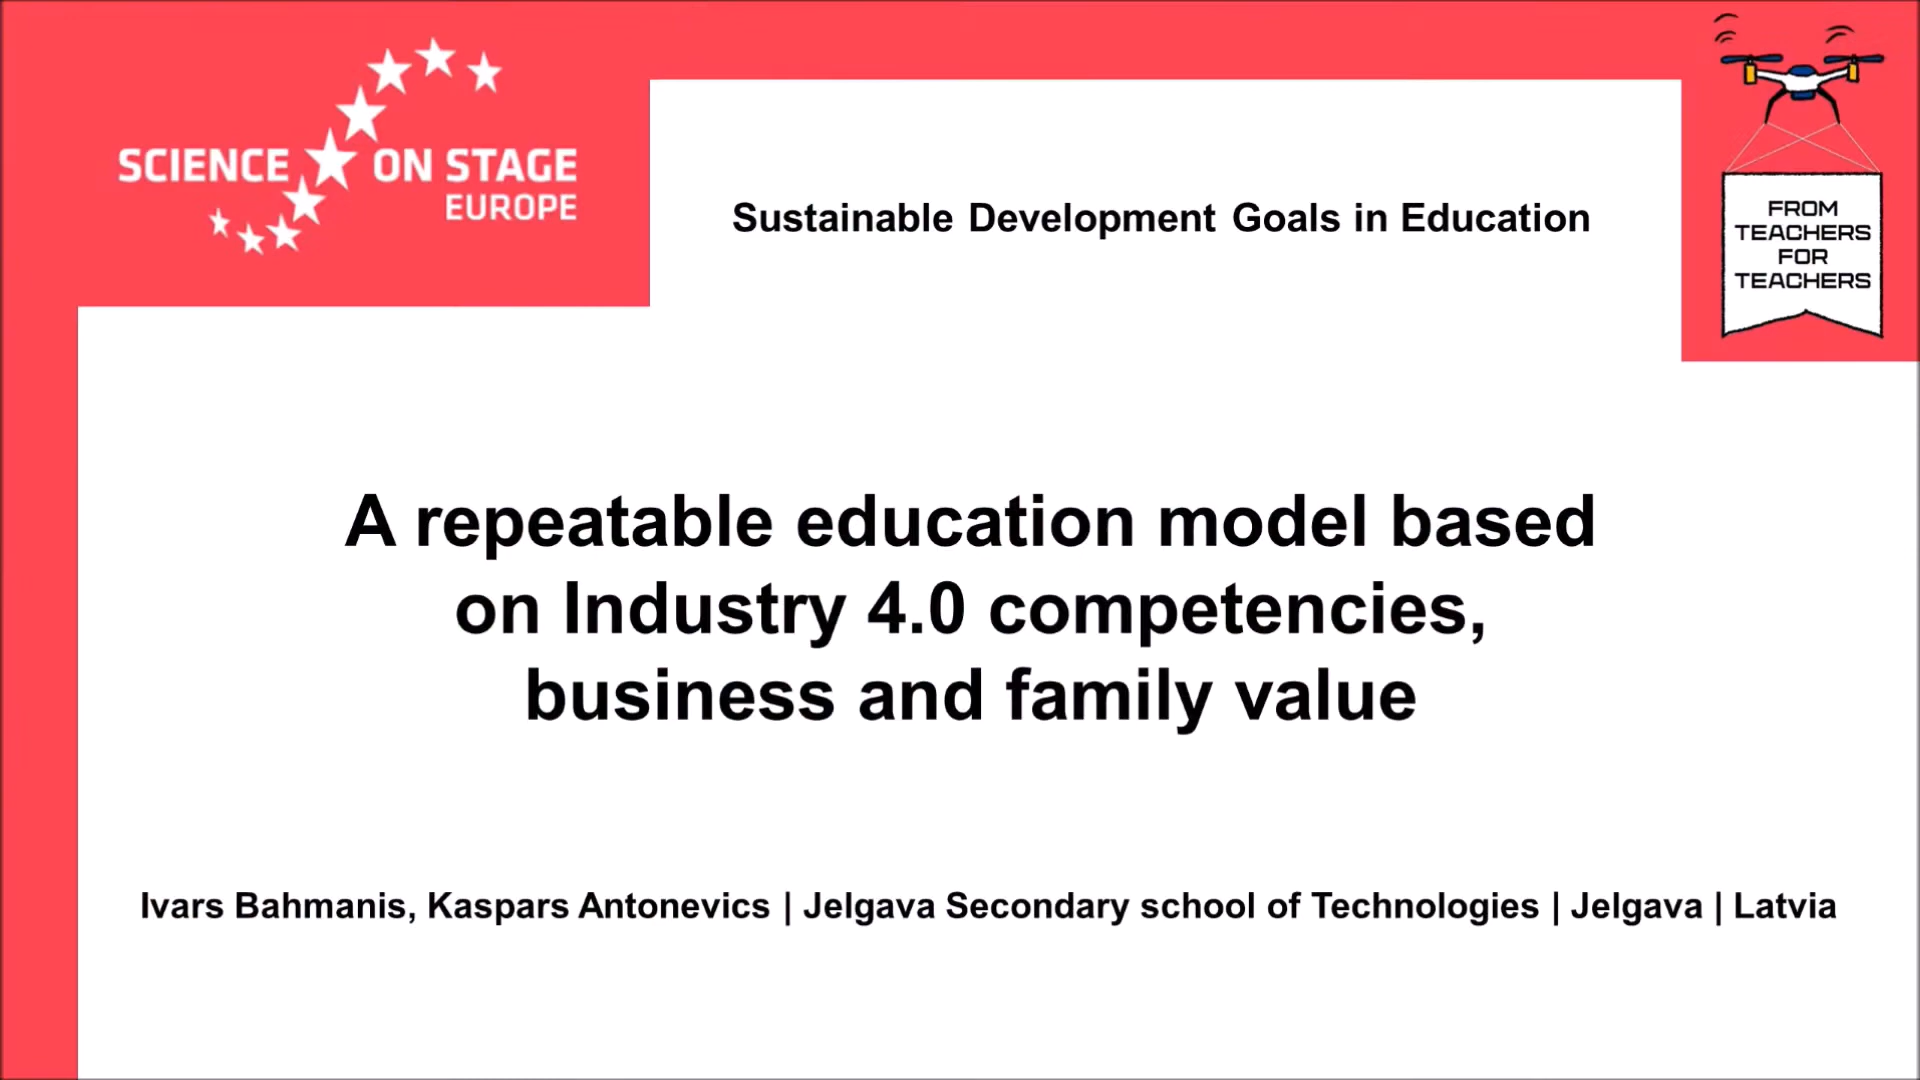 SCIENCE ON STAGE
EUROPE
Sustainable Development Goals in Education
FROM
TEACHERS
FOR
TEACHERS
A repeatable education model based
on Industry 4.0 competencies,
business and family value
Ivars Bahmanis, Kaspars Antonevics | Jelgava Secondary school of Technologies | Jelgava | Latvia